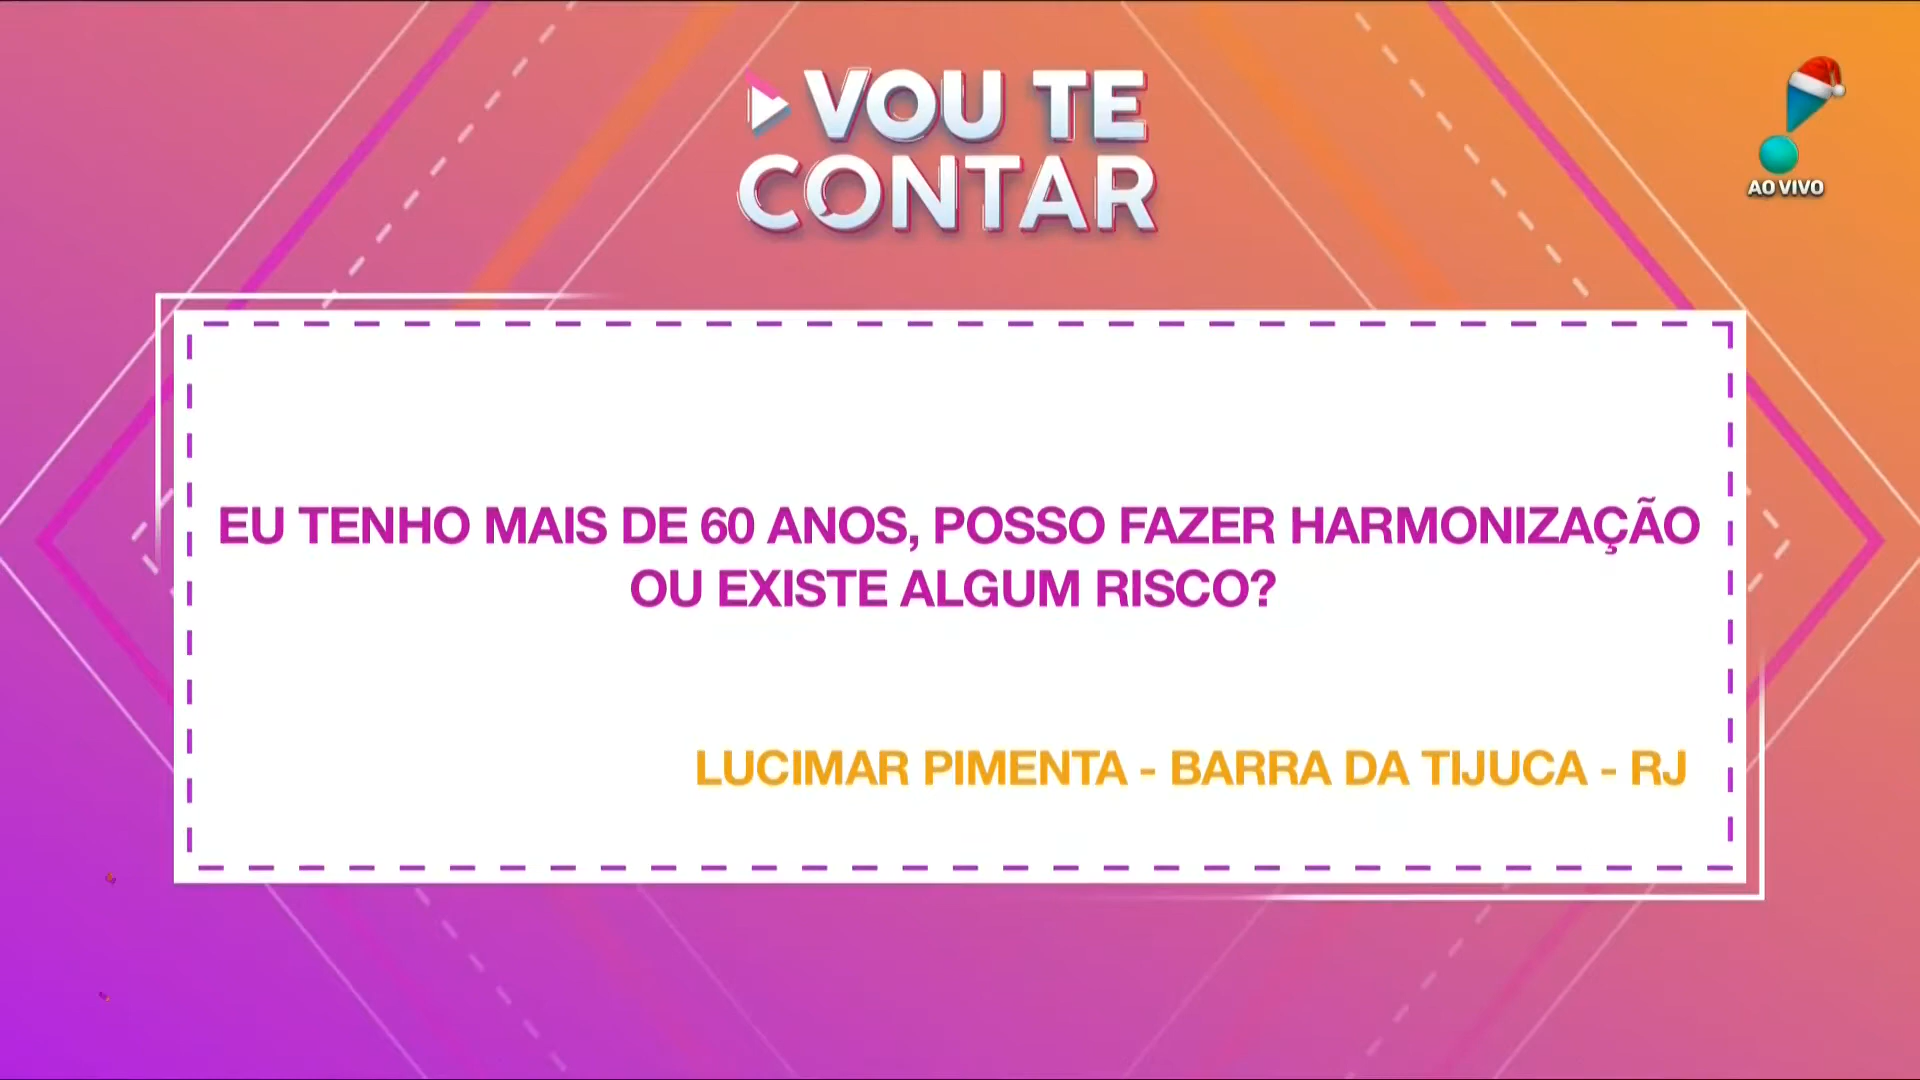 VOU TE
CONTAR
AO VIVO
EU TENHO MAIS DE 60 ANOS, POSSO FAZER HARMONIZAÇÃO
OU EXISTE ALGUM RISCO?
LUCIMAR PIMENTA - BARRA DA TIJUCA - RJ